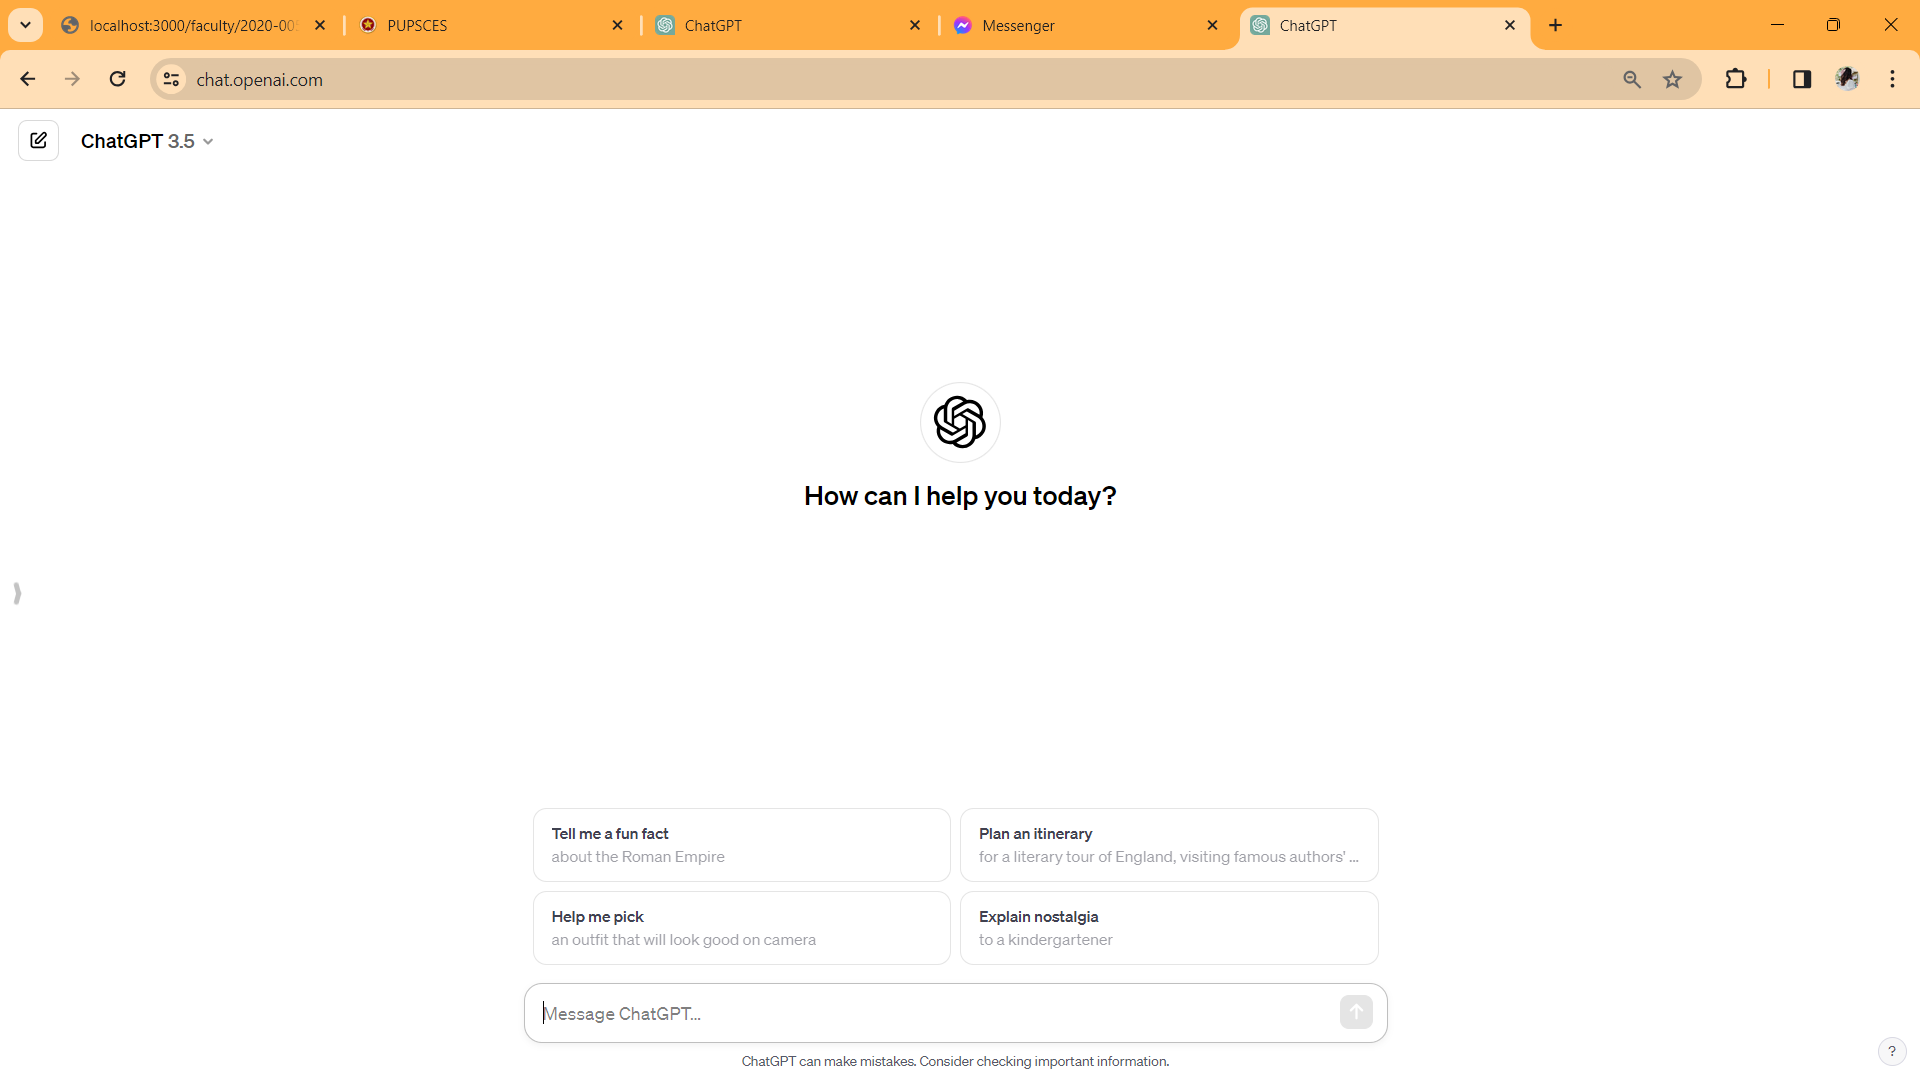 localhost:3000/faculty/2020-005
PUPSCES
ChatGPT
Messenger
ChatGPT
chat.openai.com
ChatGPT 3.5
How can I help you today?
Tell me a fun fact
about the Roman Empire
Plan an itinerary
for a literary tour of England, visiting famous authors' ...
Help me pick
an outfit that will look good on camera
Explain nostalgia
to a kindergartener
Message ChatGPT...
ChatGPT can make mistakes. Consider checking important information.
?